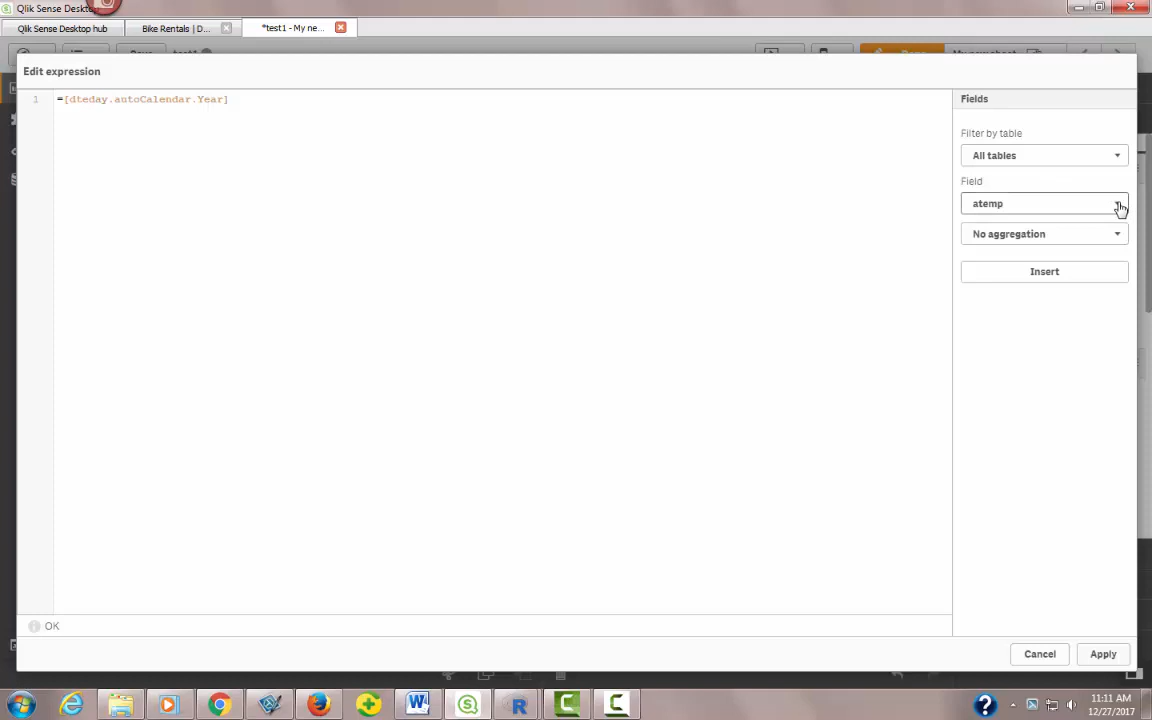 Qlik Sense Desktop
Qlik Sense Desktop hub
Bike Rentals | D...
*test1 - My ne...
Edit expression
1 =[dteday.autoCalendar.Year]
Fields
Filter by table
All tables
Field
atemp
No aggregation
Insert
OK
Cancel Apply
11:11 AM
12/27/2017